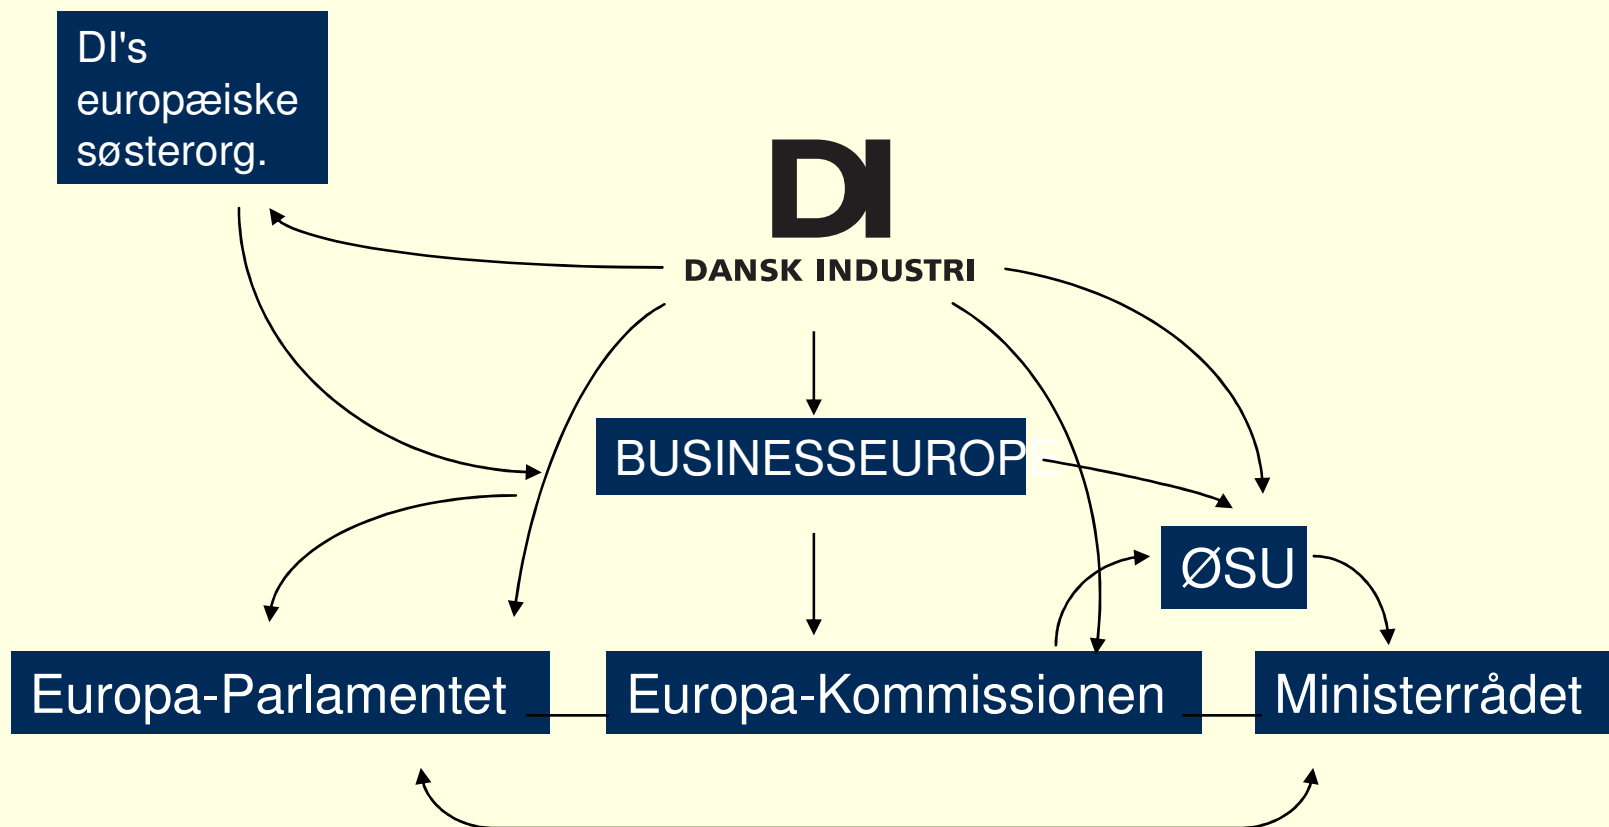 DI's
europæiske
søsterorg.
DI
DANSK INDUSTRI
BUSINESSEUROPE
ØSU
Europa-Parlamentet
Europa-Kommissionen
Ministerrådet